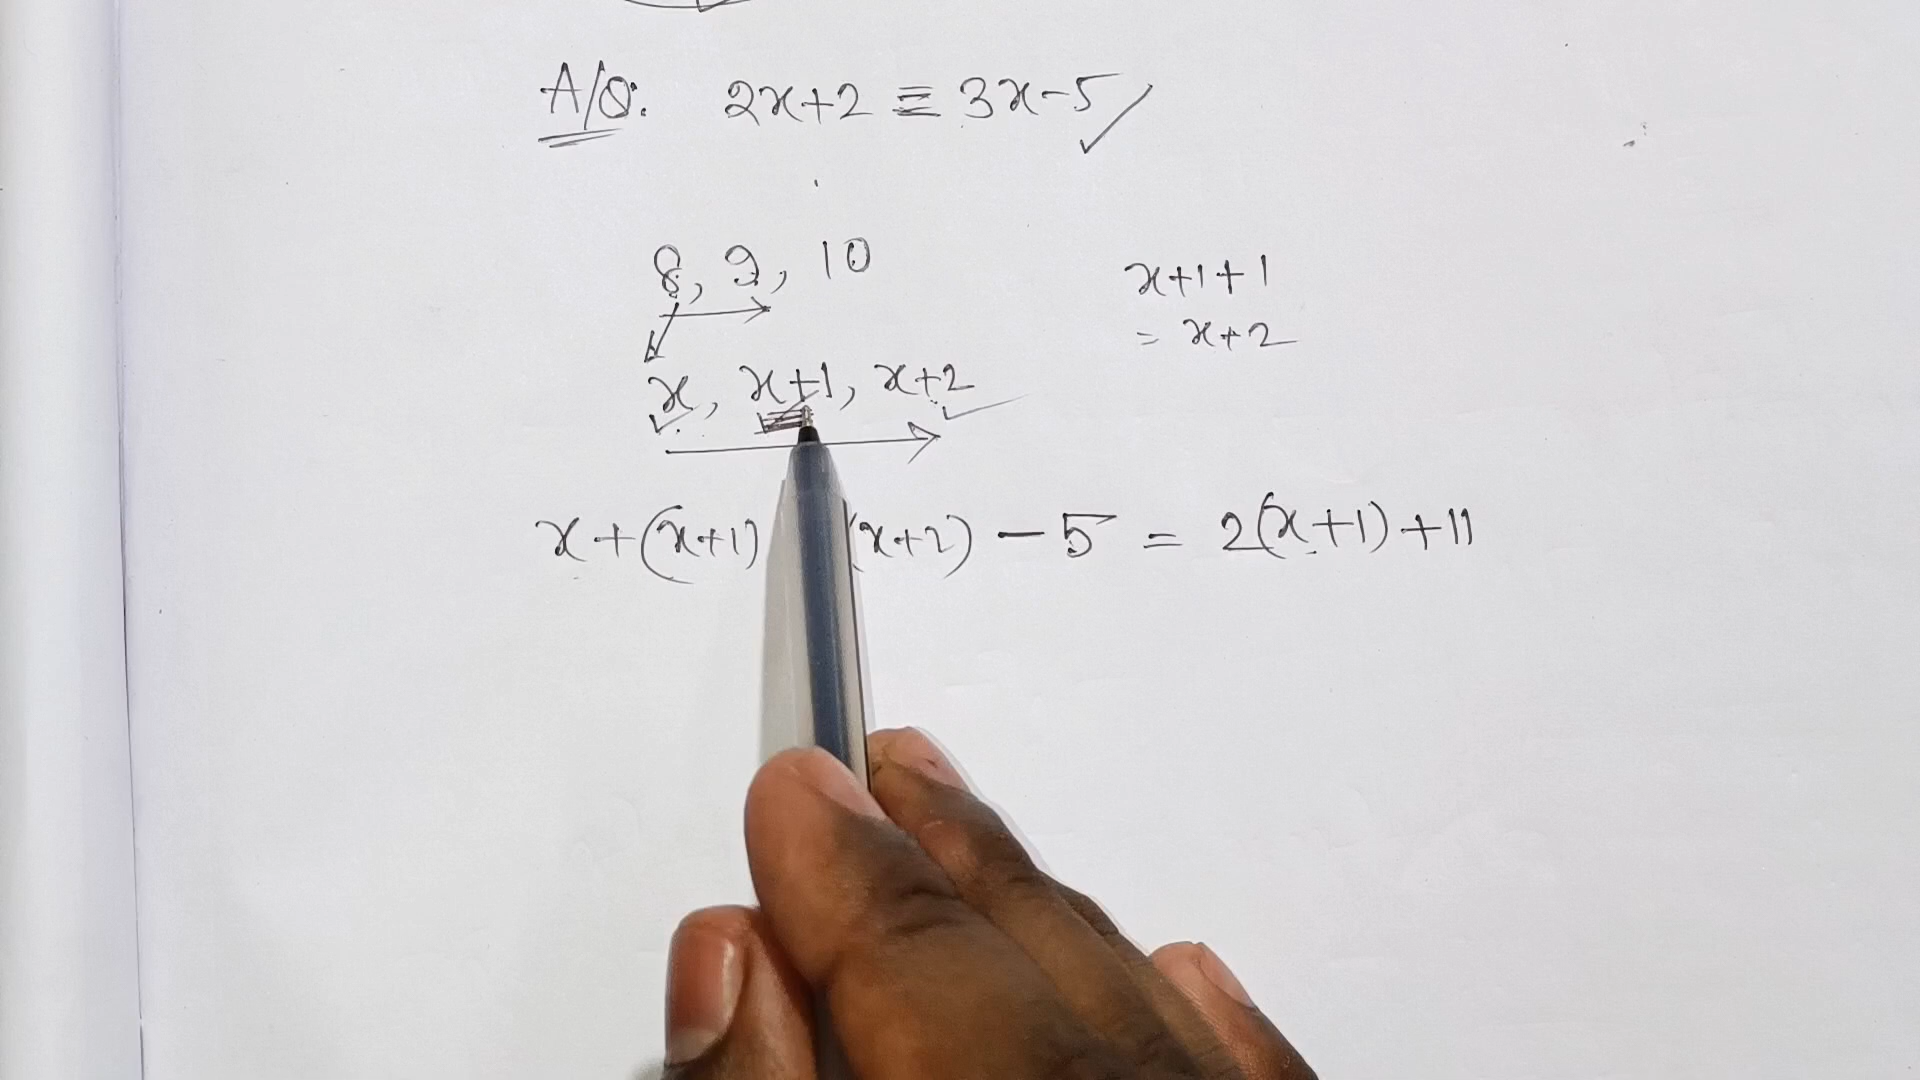 A/Q. 2x+2 = 3x-5
8, 9, 10
x+1+1
= x+2
x, x+1, x+2
x+(x+1) (x+2) - 5 = 2(x+1)+11